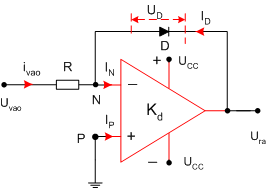 U_D
I_D
D
i_vao
R
I_N
+
U_CC
N
−
U_vao
K_d
I_P
P
+
U_ra
−
U_CC